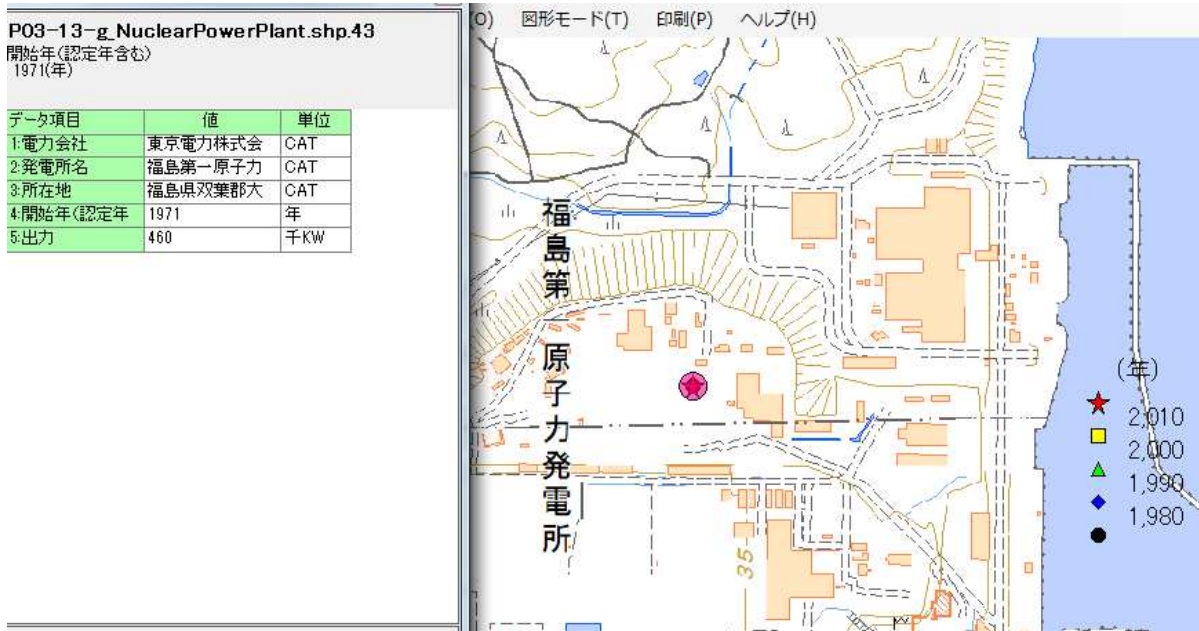 P03-13-g_NuclearPowerPlant.shp.43
開始年(認定年含む)
1971(年)
データ項目 値 単位
1:電力会社 東京電力株式会 CAT
2:発電所名 福島第一原子力 CAT
3:所在地 福島県双葉郡大 CAT
4:開始年(認定年 1971 年
5:出力 460 千KW
(O) 図形モード(T) 印刷(P) ヘルプ(H)
福島第一原子力発電所
35
(年)
2,010
2,000
1,990
1,980